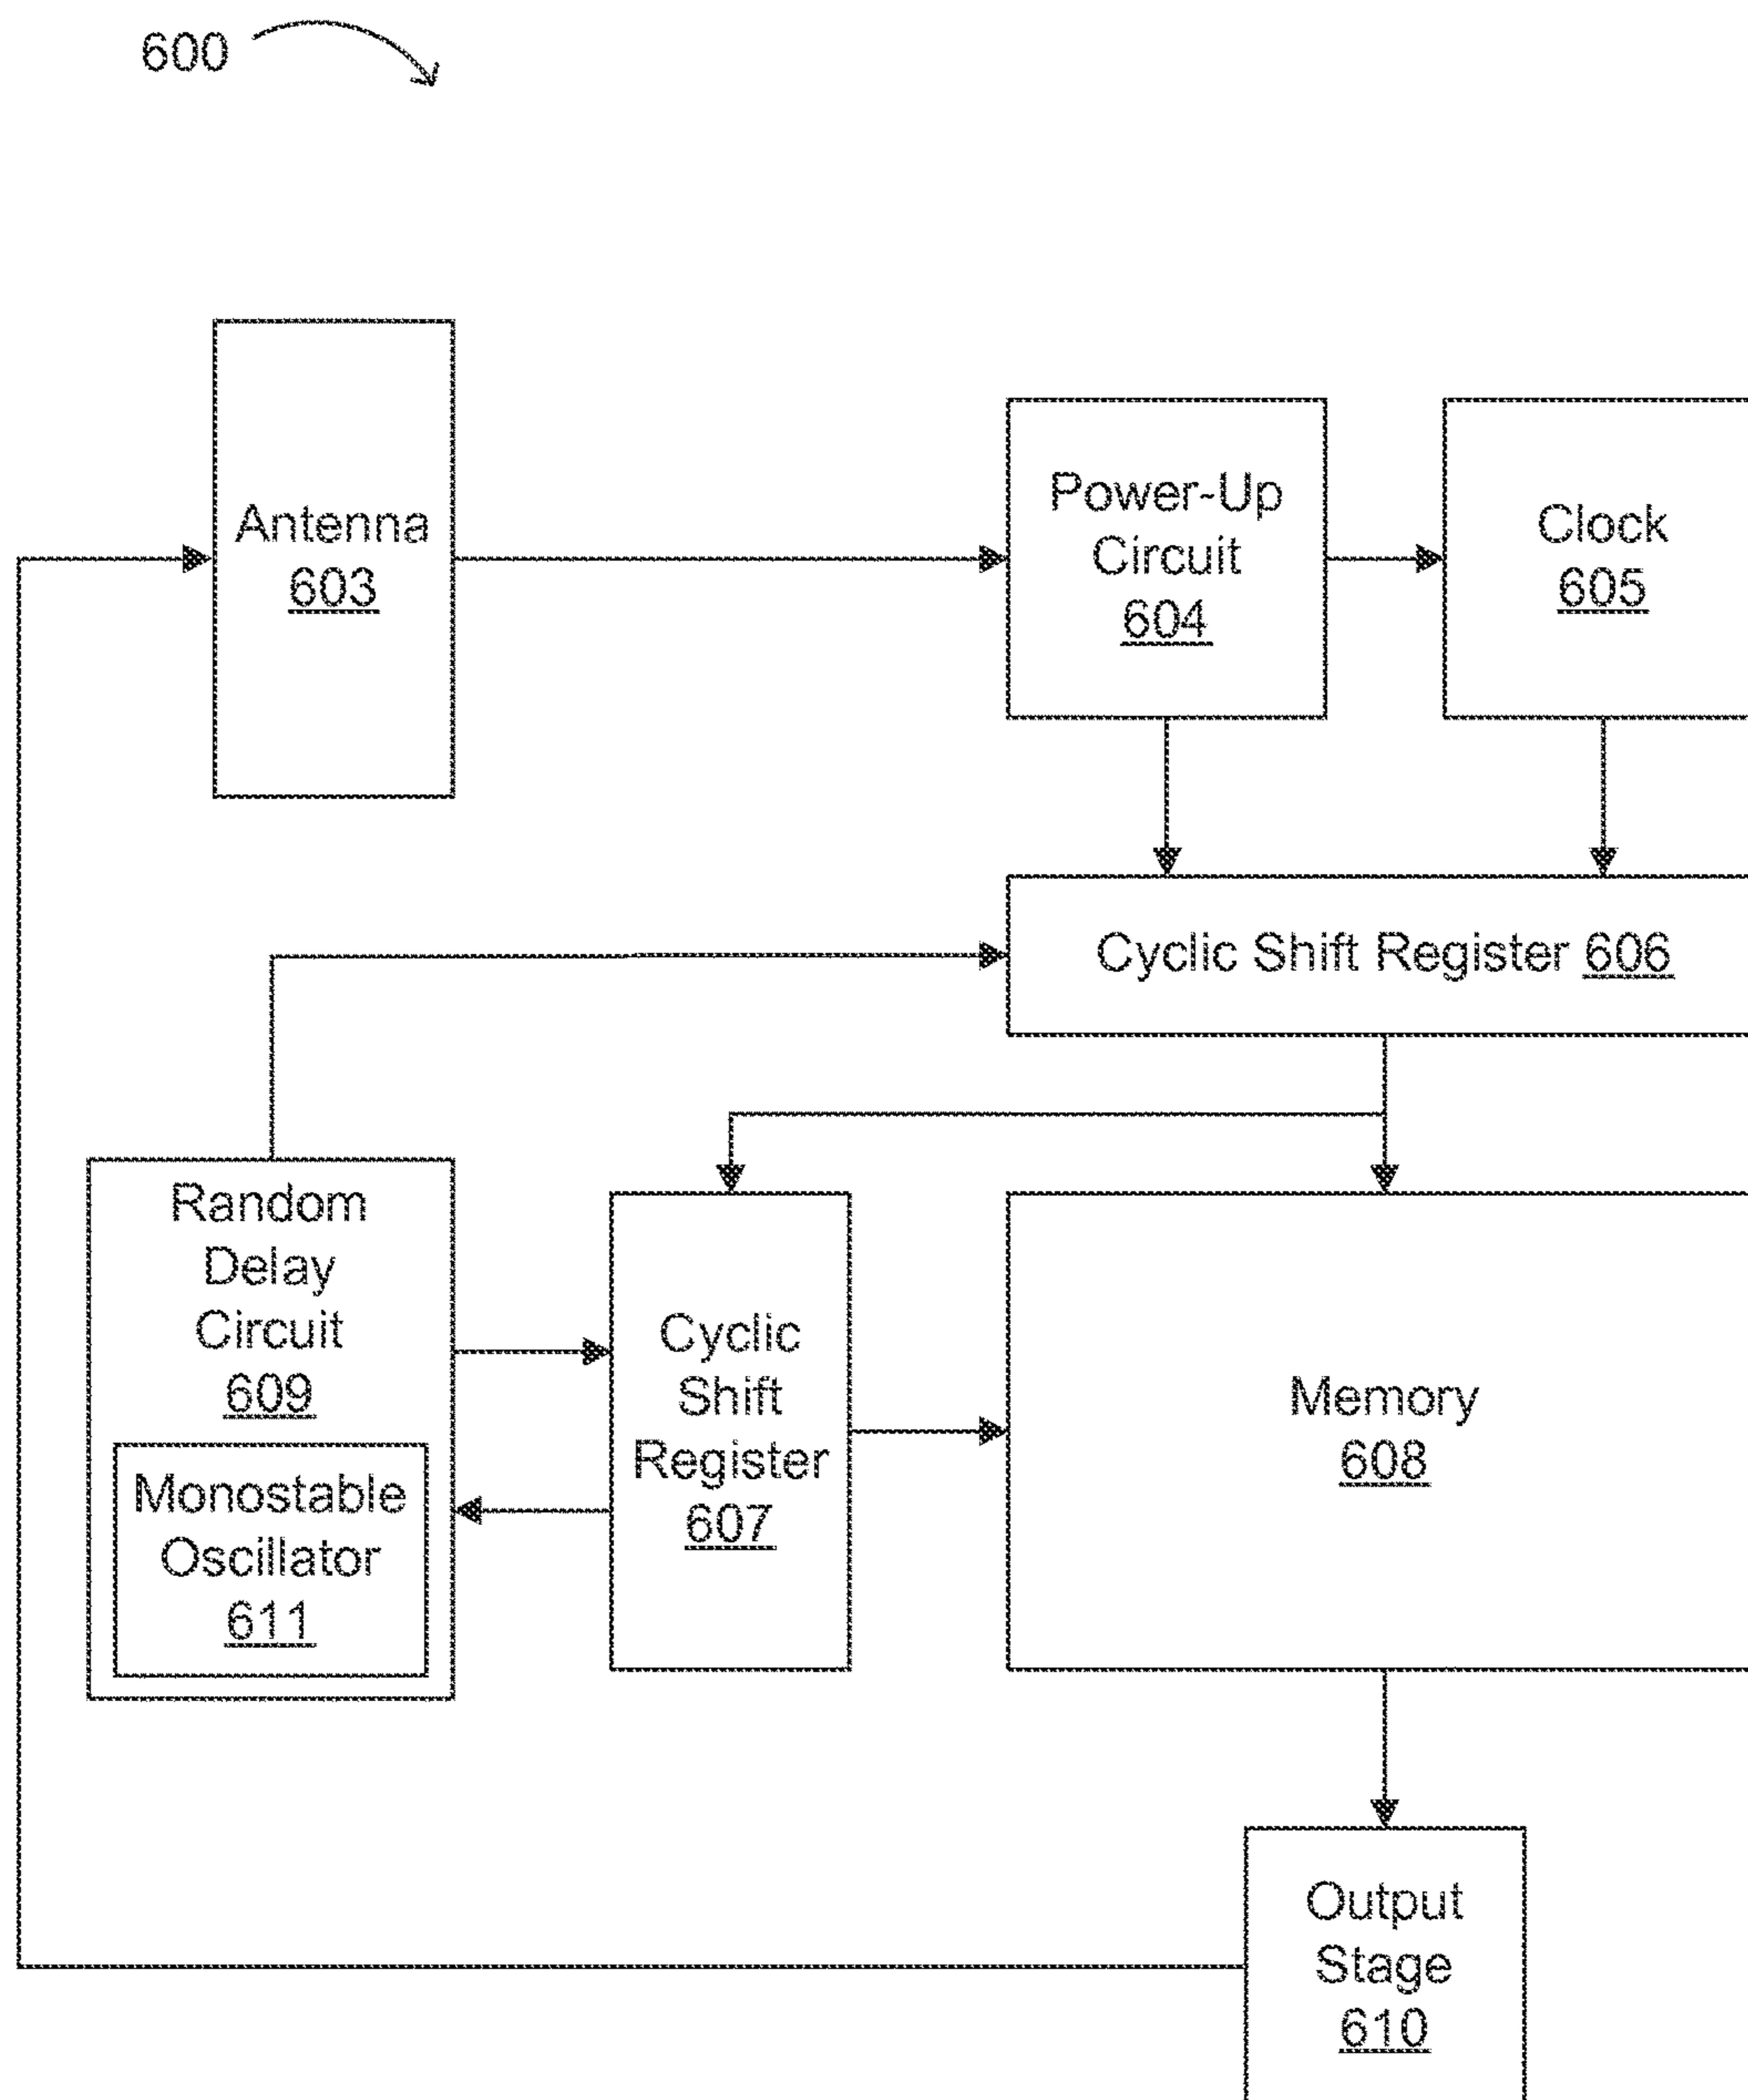 600
Antenna
603
Power-Up
Circuit
604
Clock
605
Cyclic Shift Register 606
Random
Delay
Circuit
609
Monostable
Oscillator
611
Cyclic
Shift
Register
607
Memory
608
Output
Stage
610